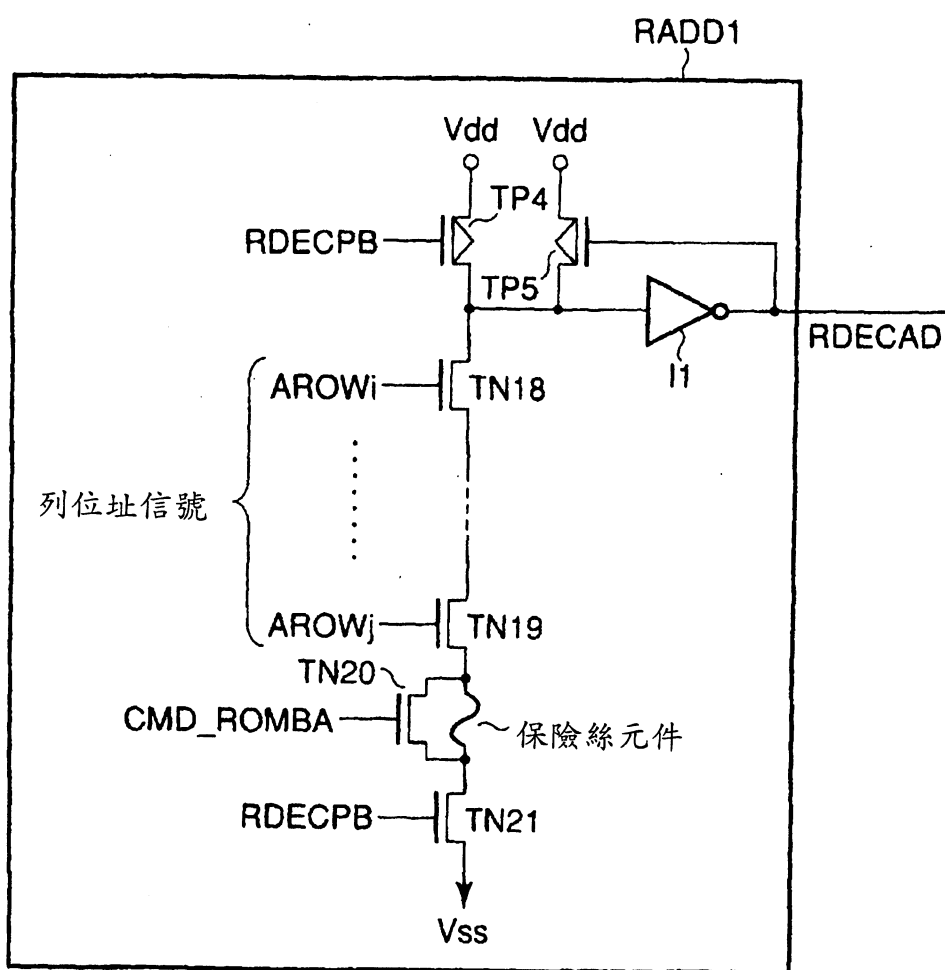 RADD1
Vdd Vdd
TP4
RDECPB
TP5
I1
RDECAD
AROWi
TN18
列位址信號
AROWj
TN19
TN20
CMD_ROMBA
保險絲元件
RDECPB
TN21
Vss